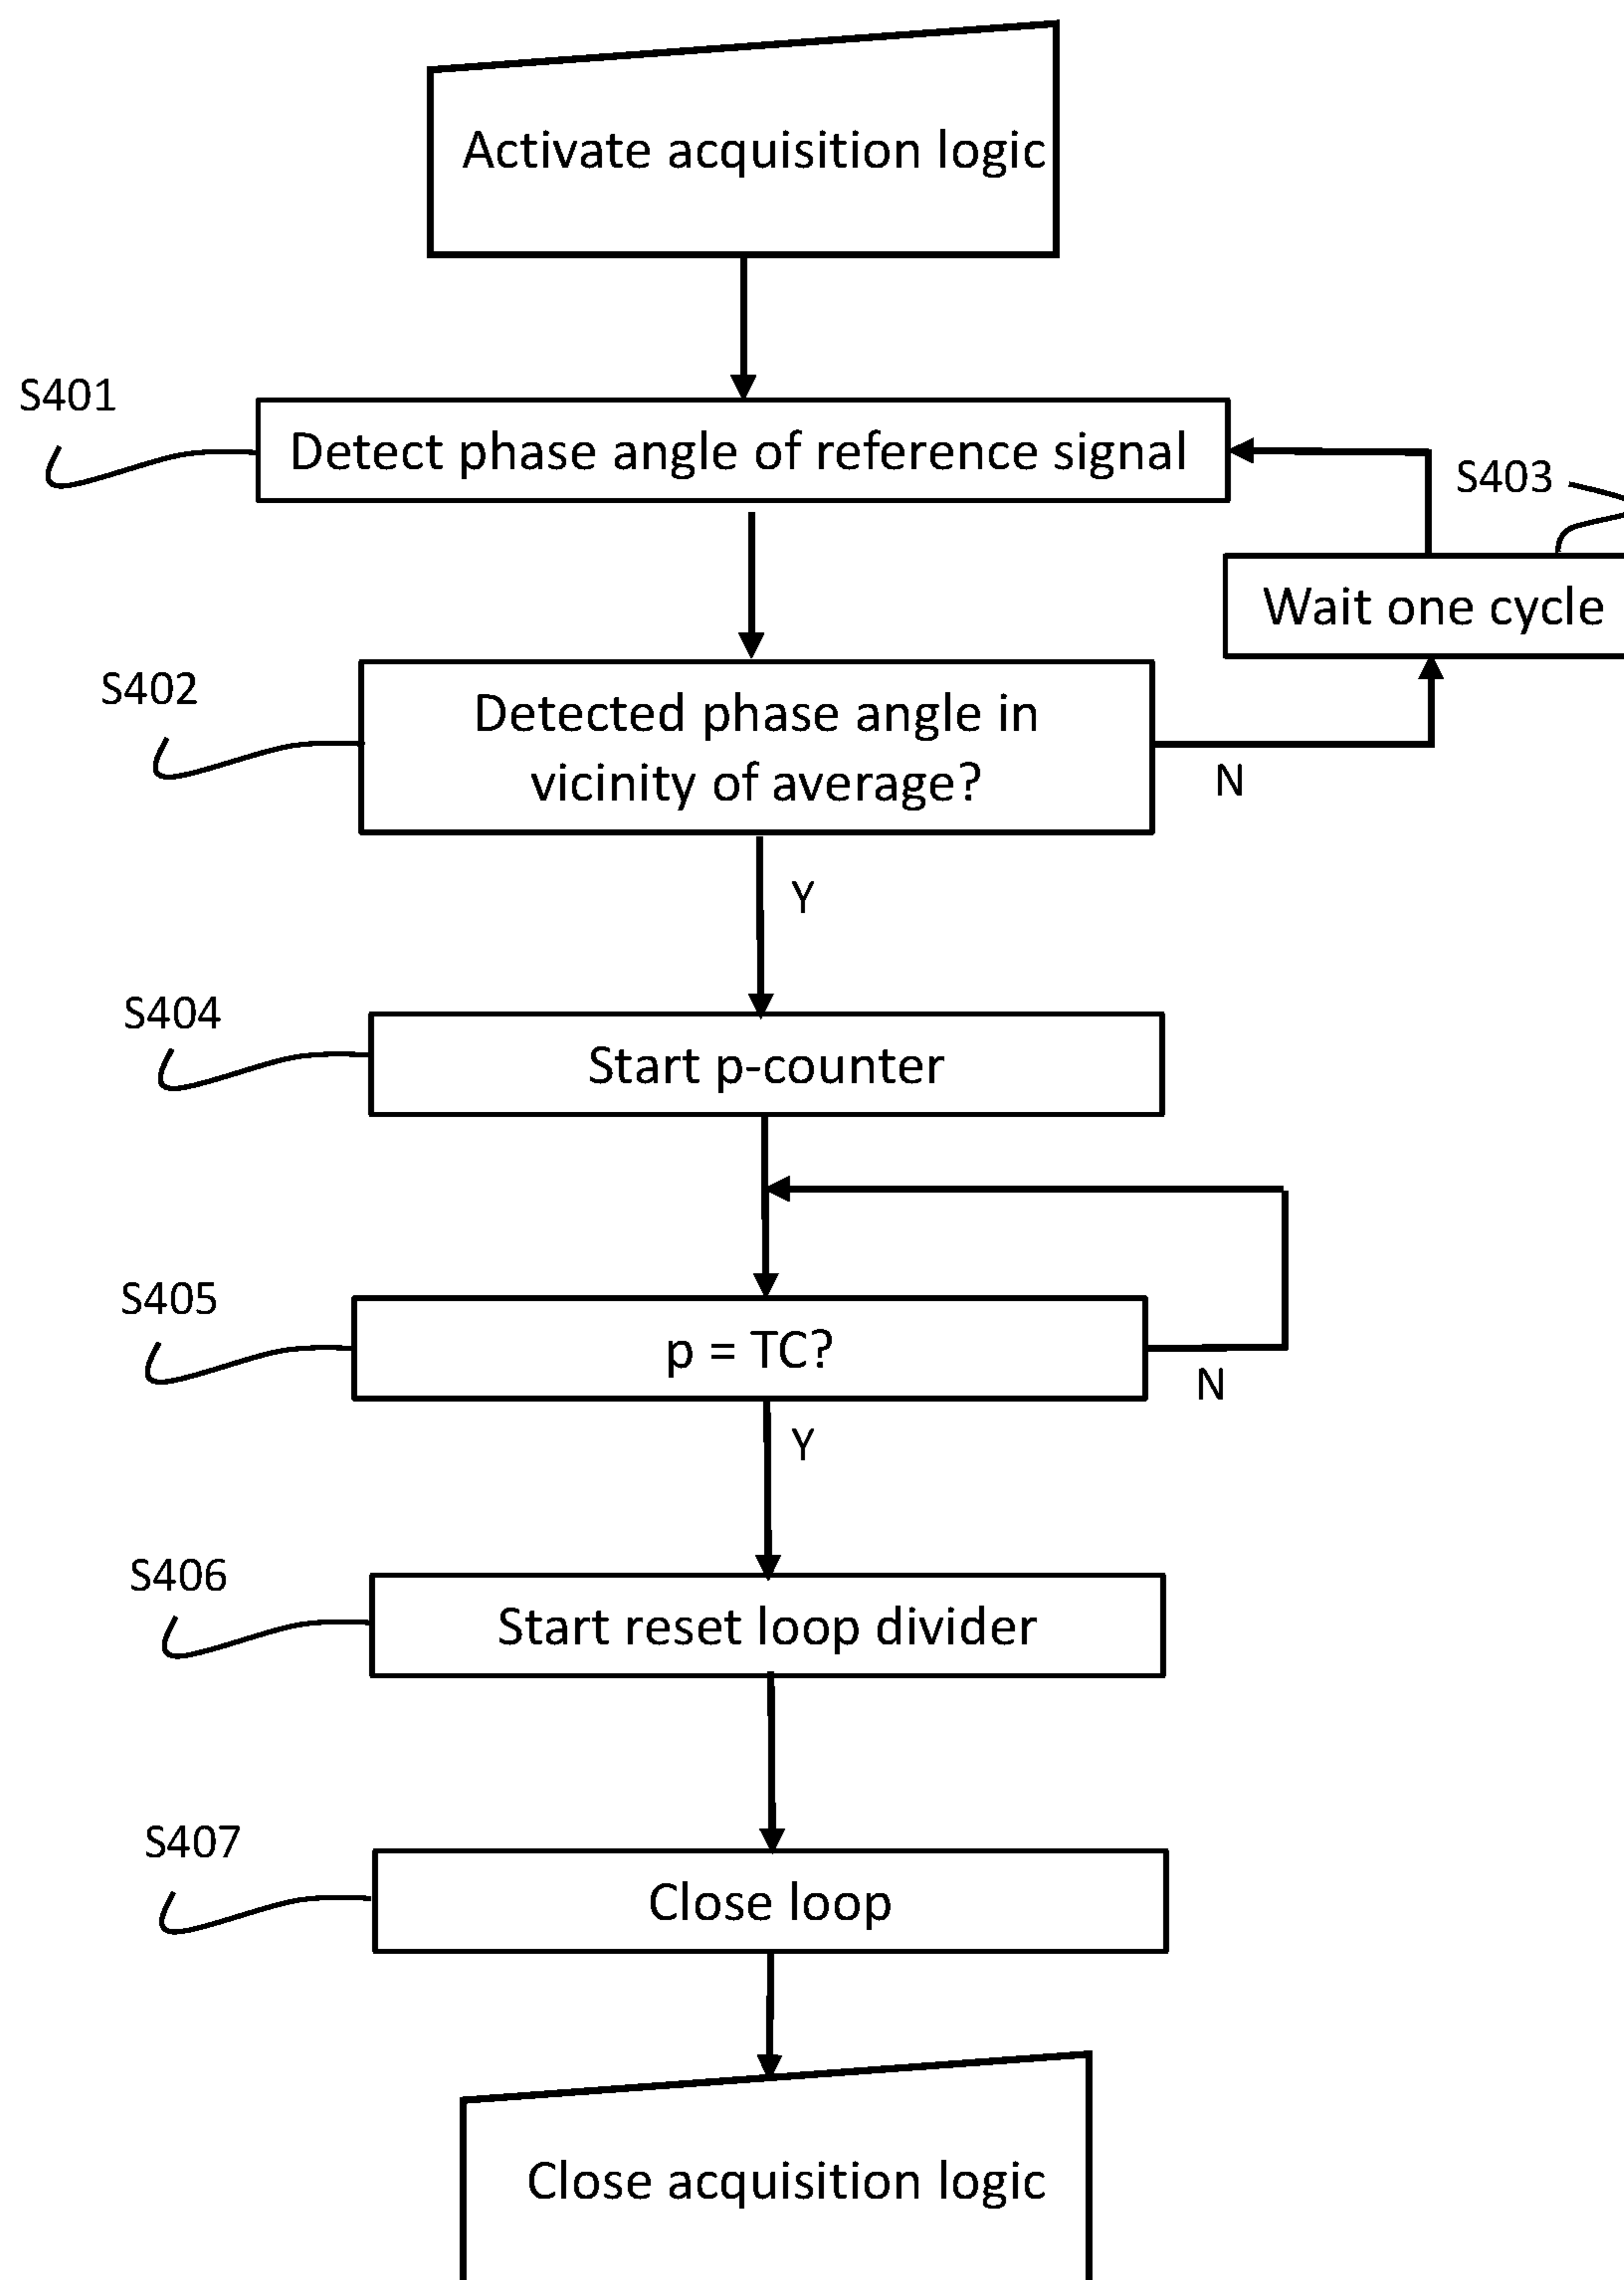 Activate acquisition logic
S401
Detect phase angle of reference signal
S403
Wait one cycle
S402
Detected phase angle in
vicinity of average?
N
Y
S404
Start p-counter
S405
p = TC?
N
Y
S406
Start reset loop divider
S407
Close loop
Close acquisition logic